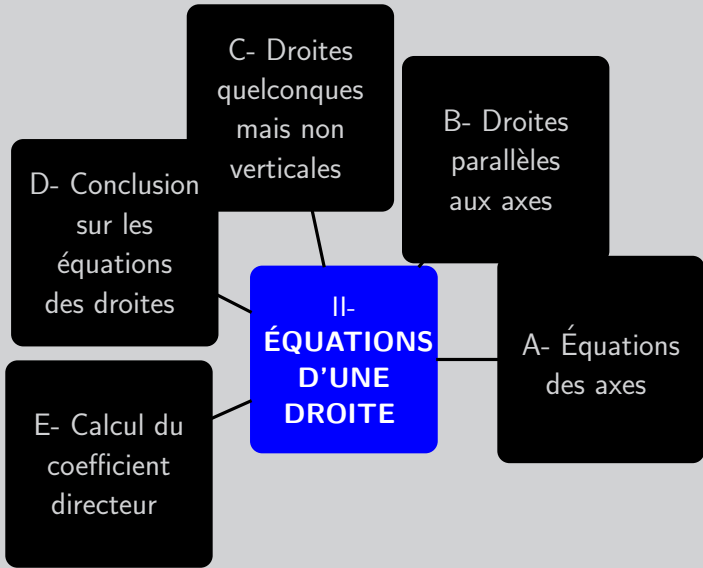 C- Droites
quelconques
mais non
verticales
B- Droites
parallèles
aux axes
D- Conclusion
sur les
équations
des droites
II-
ÉQUATIONS
D'UNE
DROITE
A- Équations
des axes
E- Calcul du
coefficient
directeur